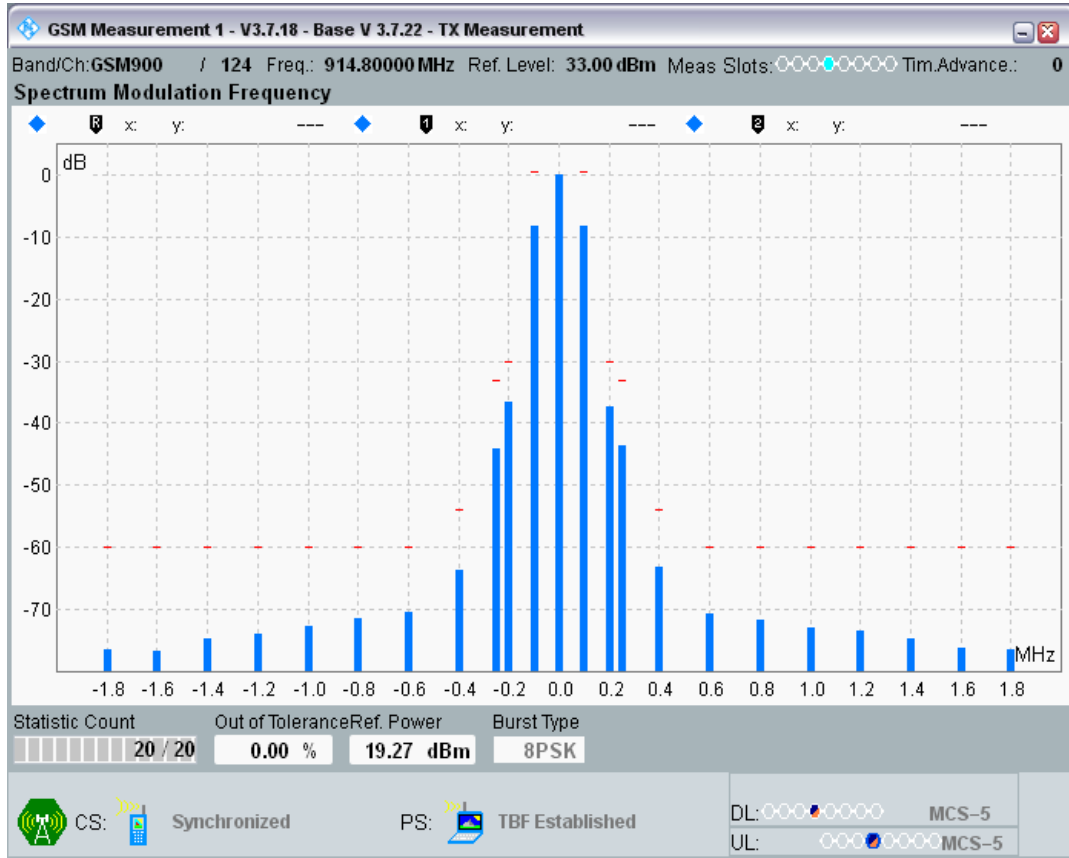 GSM Measurement 1 - V3.7.18 - Base V 3.7.22 - TX Measurement
Band/Ch:GSM900 / 124 Freq.: 914.80000 MHz Ref. Level: 33.00 dBm Meas Slots: Tim.Advance.: 0
Spectrum Modulation Frequency
R x: y: --- 1 x: y: --- 2 x: y: ---
dB
0
-10
-20
-30
-40
-50
-60
-70
MHz
-1.8 -1.6 -1.4 -1.2 -1.0 -0.8 -0.6 -0.4 -0.2 0.0 0.2 0.4 0.6 0.8 1.0 1.2 1.4 1.6 1.8
Statistic Count Out of Tolerance Ref. Power Burst Type
20 / 20 0.00 % 19.27 dBm 8PSK
CS: Synchronized PS: TBF Established
DL: MCS-5
UL: MCS-5